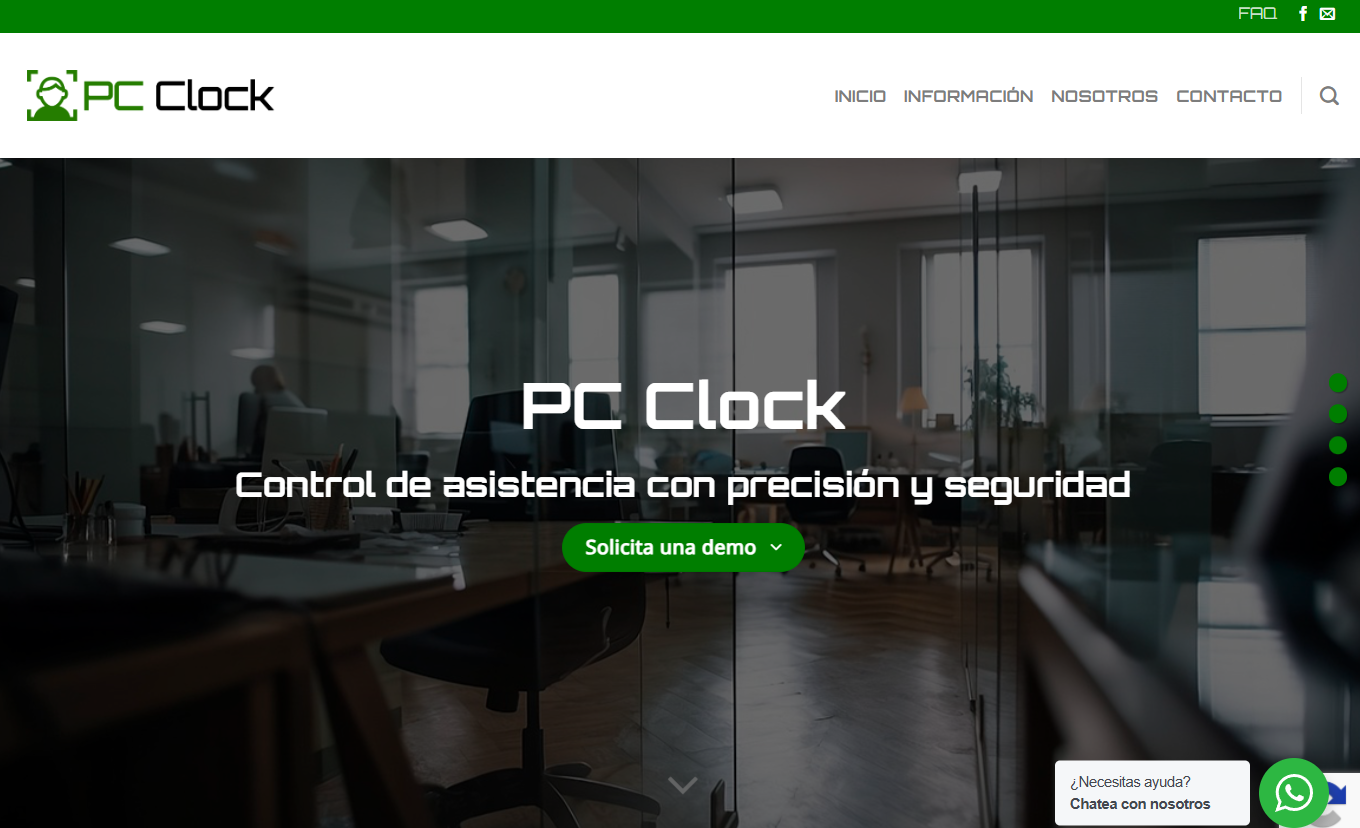 FAQ
PC Clock
INICIO INFORMACIÓN NOSOTROS CONTACTO
PC Clock
Control de asistencia con precisión y seguridad
Solicita una demo
¿Necesitas ayuda?
Chatea con nosotros